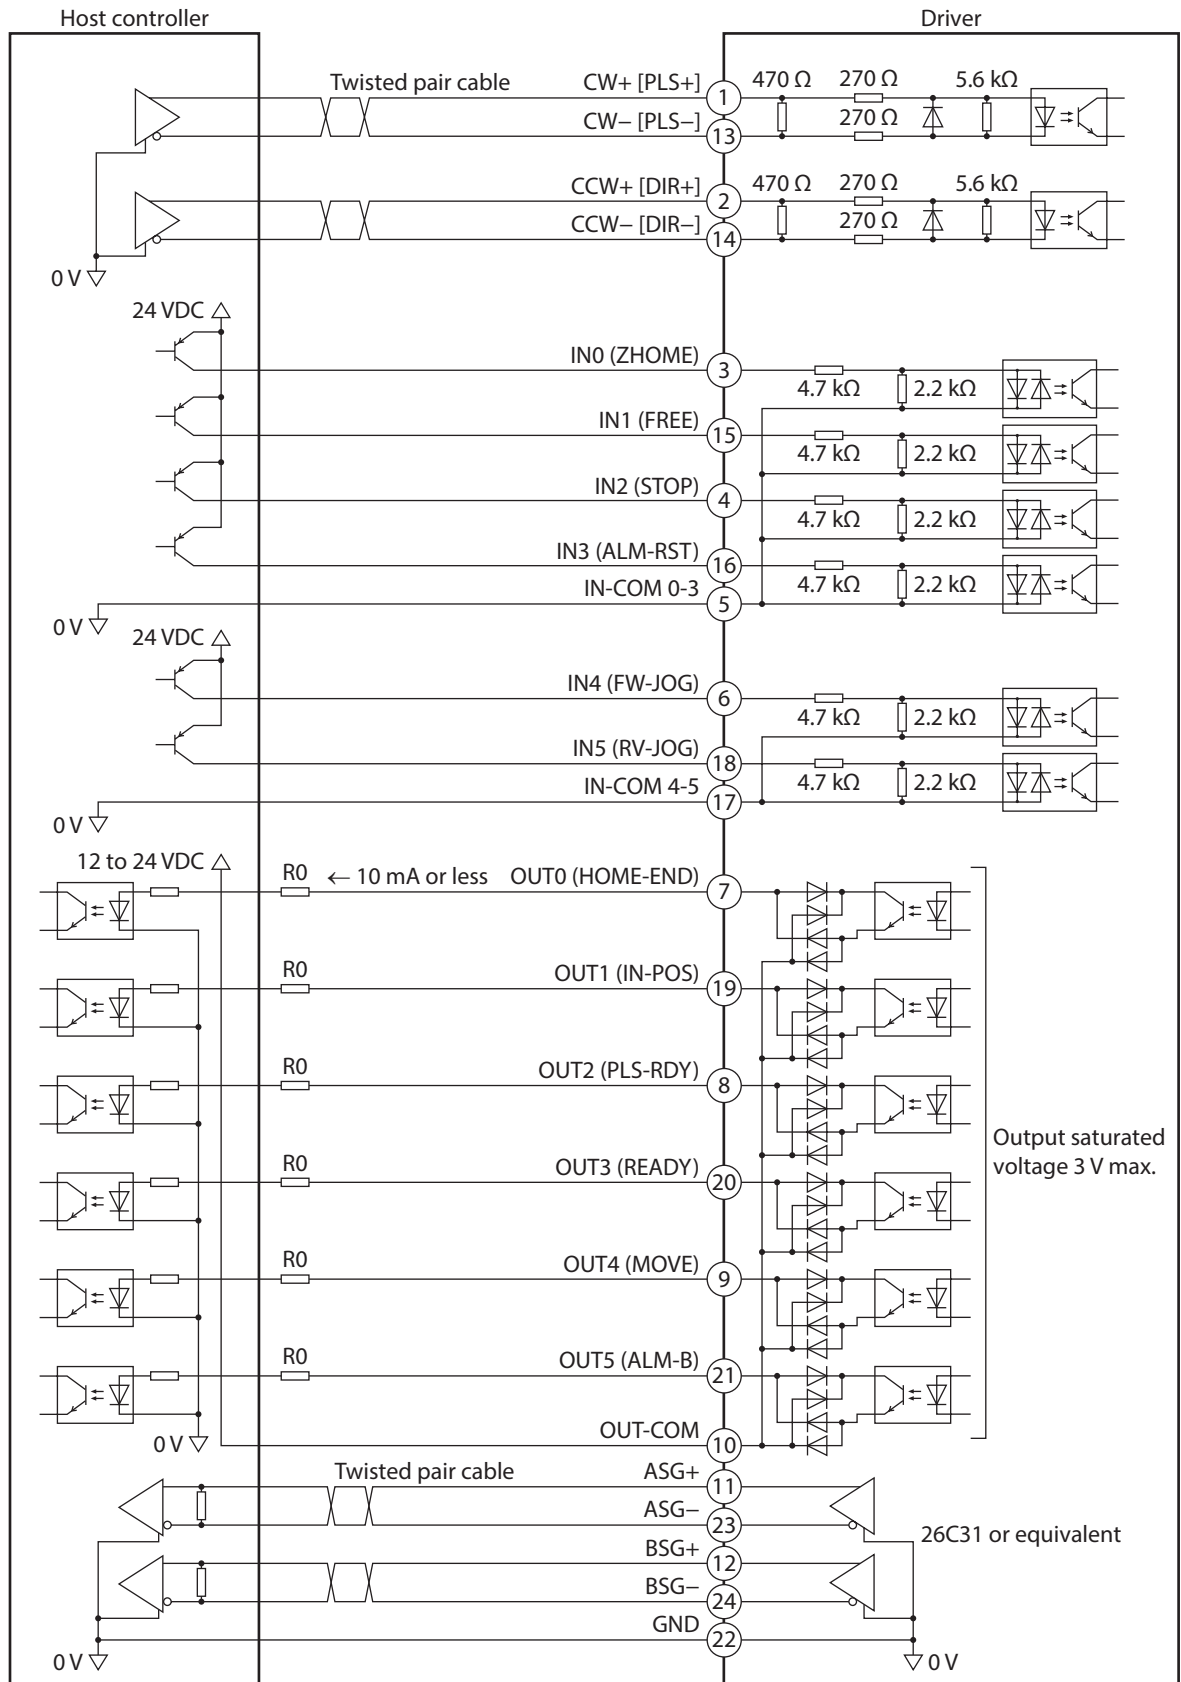 Host controller
Driver
Twisted pair cable
CW+ [PLS+]
1
470 Ω
270 Ω
5.6 kΩ
CW− [PLS−]
13
270 Ω
CCW+ [DIR+]
2
470 Ω
270 Ω
5.6 kΩ
CCW− [DIR−]
14
270 Ω
0 V
24 VDC
IN0 (ZHOME)
3
4.7 kΩ
2.2 kΩ
IN1 (FREE)
15
4.7 kΩ
2.2 kΩ
IN2 (STOP)
4
4.7 kΩ
2.2 kΩ
IN3 (ALM-RST)
16
4.7 kΩ
2.2 kΩ
IN-COM 0-3
5
0 V
24 VDC
IN4 (FW-JOG)
6
4.7 kΩ
2.2 kΩ
IN5 (RV-JOG)
18
4.7 kΩ
2.2 kΩ
IN-COM 4-5
17
0 V
12 to 24 VDC
R0
← 10 mA or less
OUT0 (HOME-END)
7
R0
OUT1 (IN-POS)
19
R0
OUT2 (PLS-RDY)
8
Output saturated
voltage 3 V max.
R0
OUT3 (READY)
20
R0
OUT4 (MOVE)
9
R0
OUT5 (ALM-B)
21
OUT-COM
10
0 V
Twisted pair cable
ASG+
11
ASG−
23
26C31 or equivalent
BSG+
12
BSG−
24
GND
22
0 V
0 V